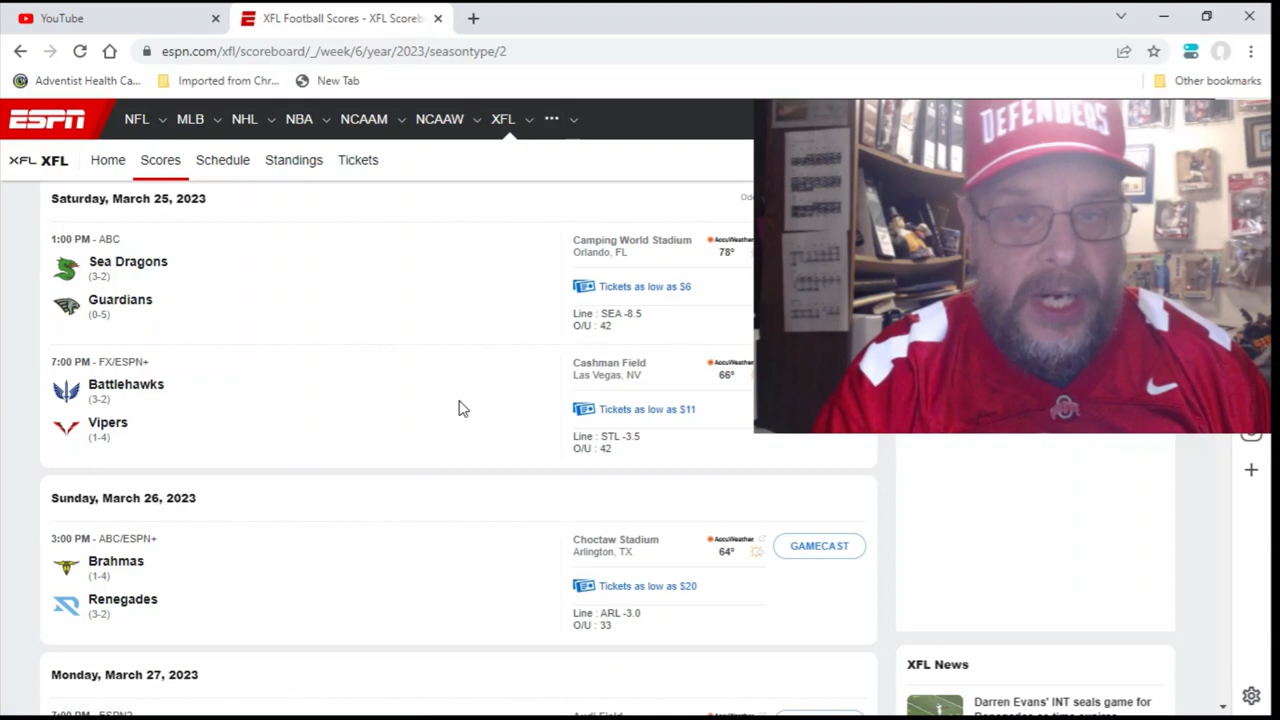 YouTube
XFL Football Scores - XFL Scoreb
espn.com/xfl/scoreboard/_/week/6/year/2023/seasontype/2
Adventist Health Ca... Imported from Chr... New Tab Other bookmarks
ESPN NFL MLB NHL NBA NCAAM NCAAW XFL
XFL XFL Home Scores Schedule Standings Tickets
DEFENDERS
Saturday, March 25, 2023
1:00 PM - ABC
Sea Dragons
(3-2)
Guardians
(0-5)
Camping World Stadium
Orlando, FL
AccuWeather
78°
Tickets as low as $6
Line : SEA -8.5
O/U : 42
7:00 PM - FX/ESPN+
Battlehawks
(3-2)
Vipers
(1-4)
Cashman Field
Las Vegas, NV
AccuWeather
66°
Tickets as low as $11
Line : STL -3.5
O/U : 42
Sunday, March 26, 2023
3:00 PM - ABC/ESPN+
Brahmas
(1-4)
Renegades
(3-2)
Choctaw Stadium
Arlington, TX
AccuWeather
64°
GAMECAST
Tickets as low as $20
Line : ARL -3.0
O/U : 33
Monday, March 27, 2023
XFL News
Darren Evans' INT seals game for